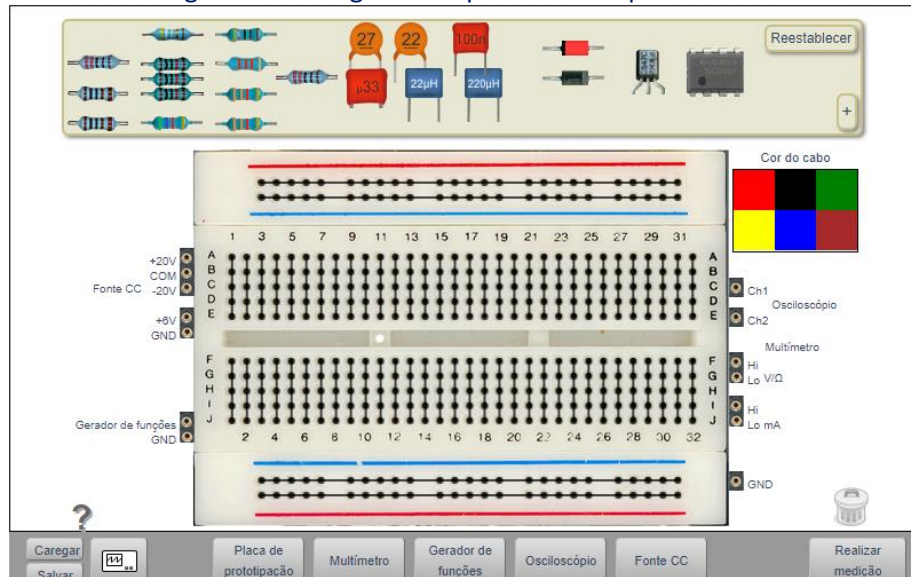 27
22
100n
µ33
22µH
220µH
Reestablecer
+
Cor do cabo
1 3 5 7 9 11 13 15 17 19 21 23 25 27 29 31
A
B
C
D
E
A
B
C
D
E
+20V
COM
-20V
Fonte CC
+6V
GND
Ch1
Osciloscópio
Ch2
Multímetro
F
G
H
I
J
F
G
H
I
J
Hi
Lo V/Ω
Hi
Lo mA
Gerador de funções
GND
2 4 6 8 10 12 14 16 18 20 22 24 26 28 30 32
GND
?
Caregar
Salvar
Placa de
prototipação
Multímetro
Gerador de
funções
Osciloscópio
Fonte CC
Realizar
medição